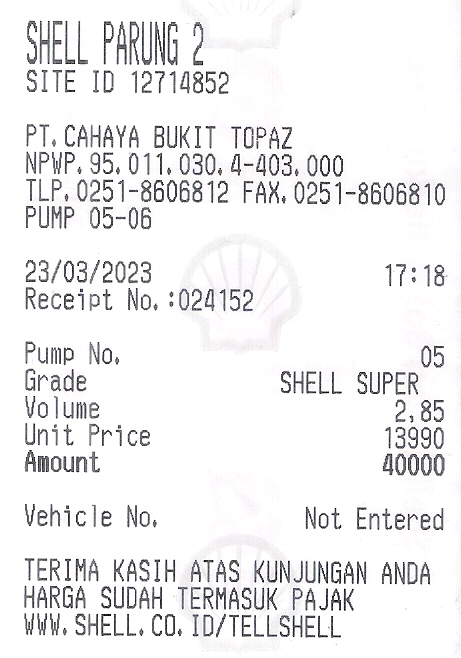 SHELL PARUNG 2
SITE ID 12714852
PT. CAHAYA BUKIT TOPAZ
NPWP. 95.011.030.4-403.000
TLP. 0251-8606812 FAX. 0251-8606810
PUMP 05-06
23/03/2023 17:18
Receipt No. :024152
Pump No. 05
Grade SHELL SUPER
Volume 2,85
Unit Price 13990
Amount 40000
Vehicle No. Not Entered
TERIMA KASIH ATAS KUNJUNGAN ANDA
HARGA SUDAH TERMASUK PAJAK
WWW.SHELL.CO.ID/TELLSHELL